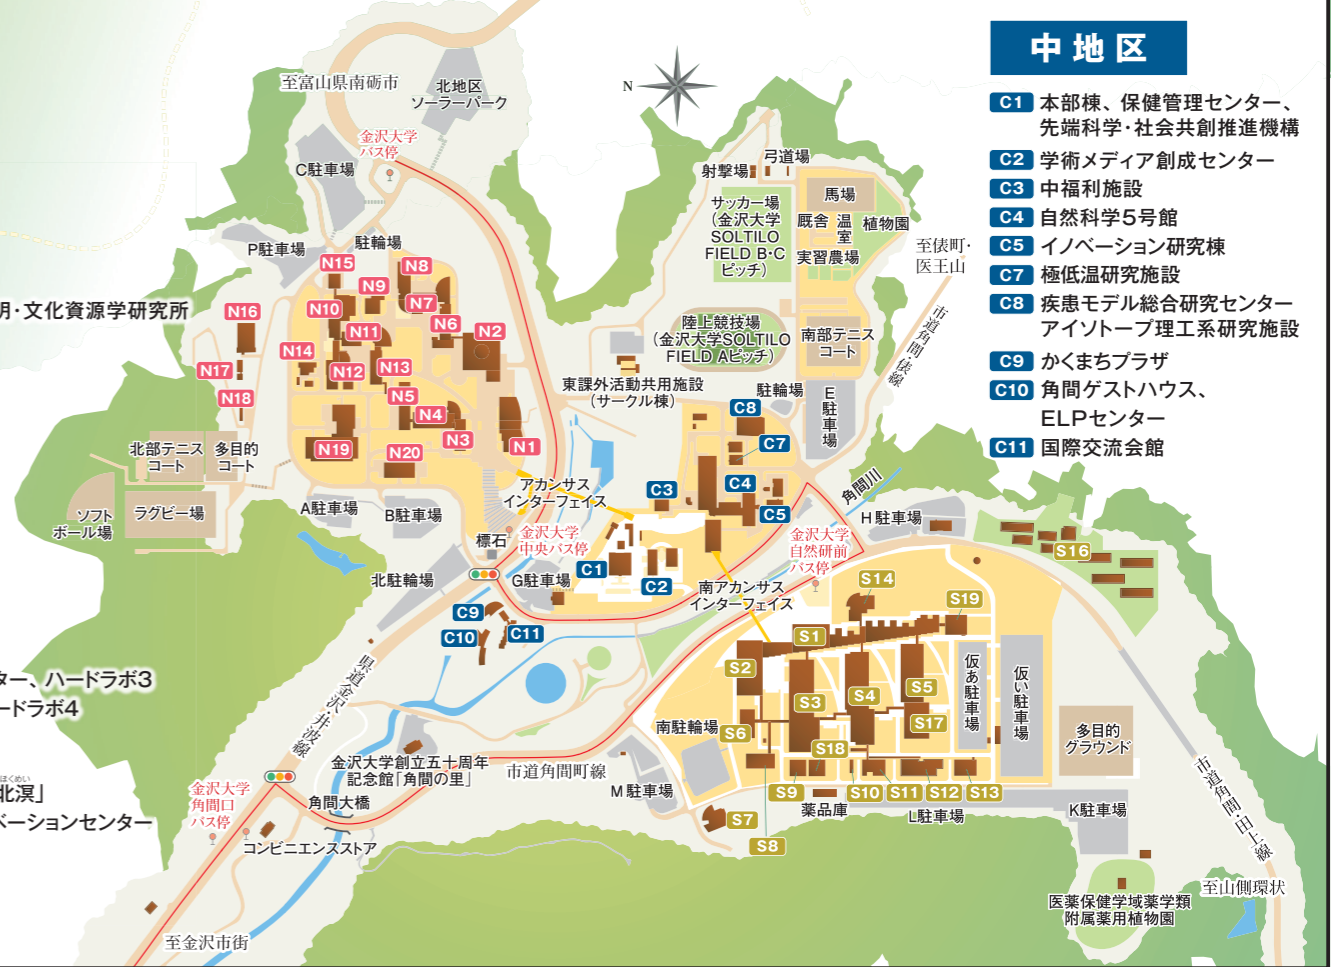 中地区
C1 本部棟、保健管理センター、
先端科学・社会共創推進機構
C2 学術メディア創成センター
C3 中福利施設
C4 自然科学5号館
C5 イノベーション研究棟
C7 極低温研究施設
C8 疾患モデル総合研究センター
アイソトープ理工系研究施設
C9 かくまちプラザ
C10 角間ゲストハウス、
ELPセンター
C11 国際交流会館
N
至富山県南砺市
北地区
ソーラーパーク
金沢大学
バス停
C駐車場
P駐車場
駐輪場
N15
N8
N9
N7
N10
N6
N2
N11
N16
N14
N12
N13
N17
N18
N5
N4
N3
N1
N19
N20
明・文化資源学研究所
北部テニス
コート
多目的
コート
ソフト
ボール場
ラグビー場
A駐車場
B駐車場
標石
北駐輪場
アカンサス
インターフェイス
金沢大学
中央バス停
G駐車場
射撃場
弓道場
サッカー場
(金沢大学
SOLTILO
FIELD B・C
ピッチ)
馬場
厩舎
温室
植物園
実習農場
至俵町・
医王山
市道角間・俵線
陸上競技場
(金沢大学SOLTILO
FIELD Aピッチ)
南部テニス
コート
東課外活動共用施設
(サークル棟)
駐輪場
E駐車場
C8
C7
C4
C3
C5
C1
C2
C9
C10
C11
角間川
H駐車場
金沢大学
自然研前
バス停
南アカンサス
インターフェイス
S16
S14
S19
S1
S2
S3
S4
S5
S17
S6
S18
S9
S10
S11
S12
S13
S7
S8
仮あ駐車場
仮い駐車場
南駐輪場
多目的
グラウンド
薬品庫
L駐車場
K駐車場
M駐車場
市道角間町線
市道角間・田上線
至山側環状
医薬保健学域薬学類
附属薬用植物園
県道金沢・井波線
金沢大学創立五十周年
記念館「角間の里」
角間大橋
金沢大学
角間口
バス停
コンビニエンスストア
至金沢市街
ター、ハードラボ3
ードラボ4
ほくめい
北溟」
ベーションセンター